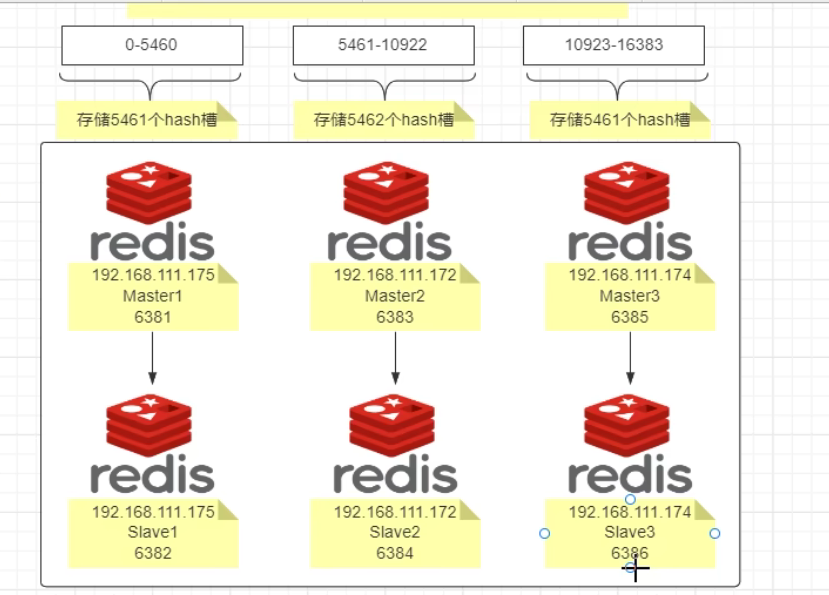 0-5460
5461-10922
10923-16383
存储5461个hash槽
存储5462个hash槽
存储5461个hash槽
redis
redis
redis
192.168.111.175
Master1
6381
192.168.111.172
Master2
6383
192.168.111.174
Master3
6385
redis
redis
redis
192.168.111.175
Slave1
6382
192.168.111.172
Slave2
6384
192.168.111.174
Slave3
6386